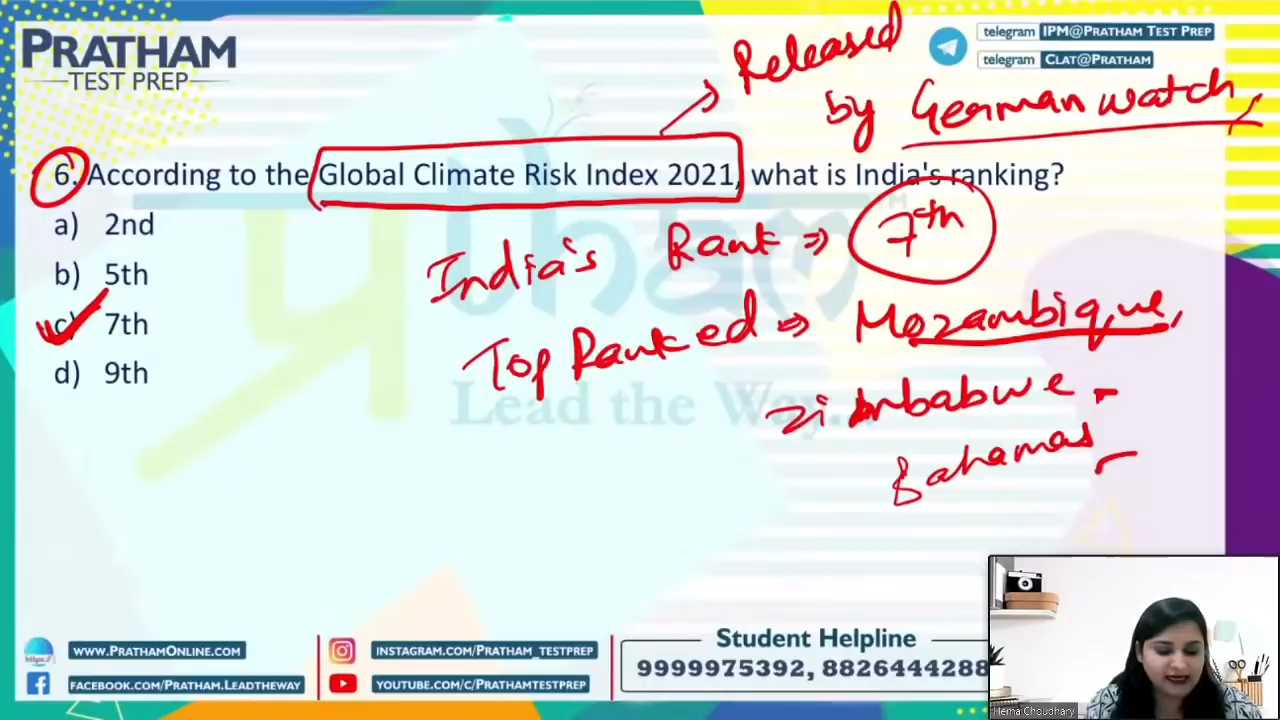 PRATHAM
TEST PREP
telegram IPM@PRATHAM TEST PREP
telegram CLAT@PRATHAM
Released
by German watch,
6. According to the Global Climate Risk Index 2021, what is India's ranking?
a) 2nd
b) 5th
c) 7th
d) 9th
India's Rank ⇒ 7th
Top Ranked ⇒ Mozambique,
Zimbabwe
Bahamas
Lead the Way...
WWW.PRATHAMONLINE.COM
FACEBOOK.COM/PRATHAM.LEADTHEWAY
INSTAGRAM.COM/PRATHAM_TESTPREP
YOUTUBE.COM/C/PRATHAMTESTPREP
Student Helpline
9999975392, 8826444288
Hema Choudhary